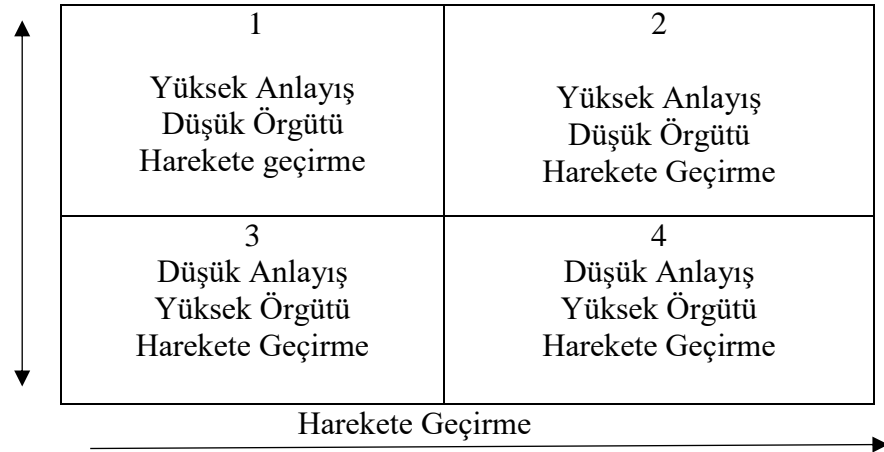 1
Yüksek Anlayış
Düşük Örgütü
Harekete geçirme
2
Yüksek Anlayış
Düşük Örgütü
Harekete Geçirme
3
Düşük Anlayış
Yüksek Örgütü
Harekete Geçirme
4
Düşük Anlayış
Yüksek Örgütü
Harekete Geçirme
Harekete Geçirme